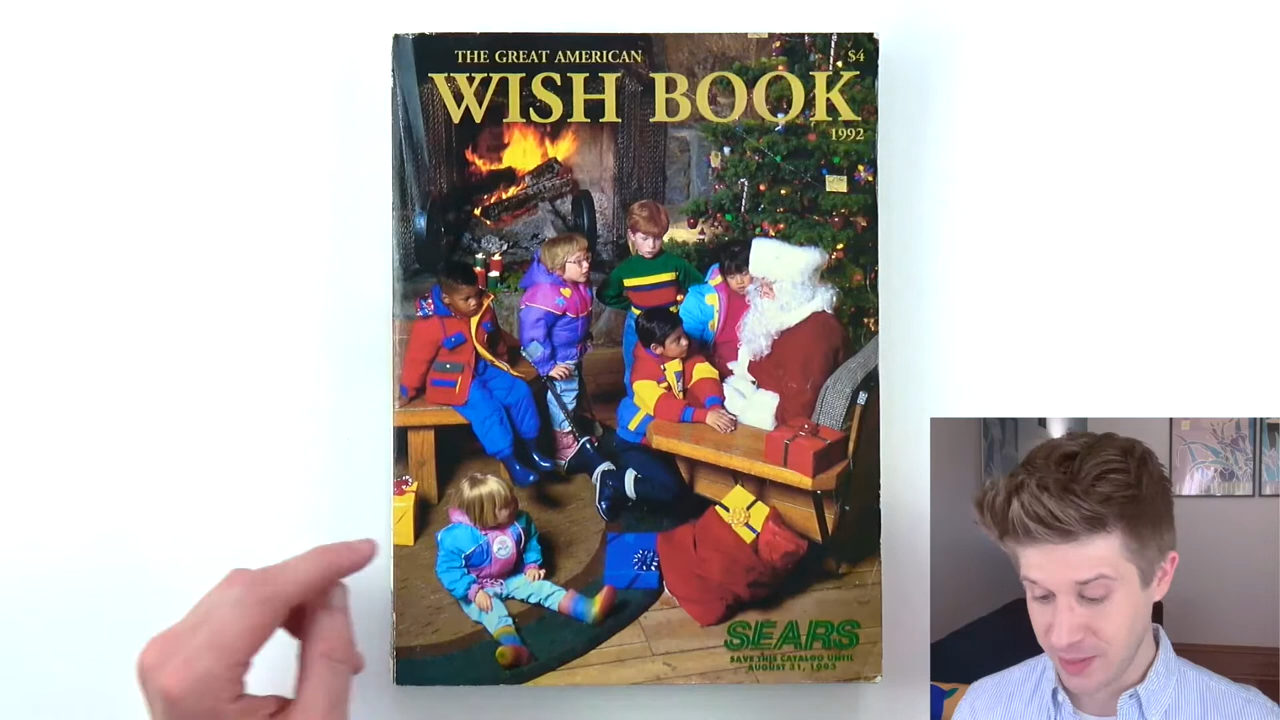 THE GREAT AMERICAN
$4
WISH BOOK
1992
SEARS
SAVE THIS CATALOG UNTIL
AUGUST 31, 1993